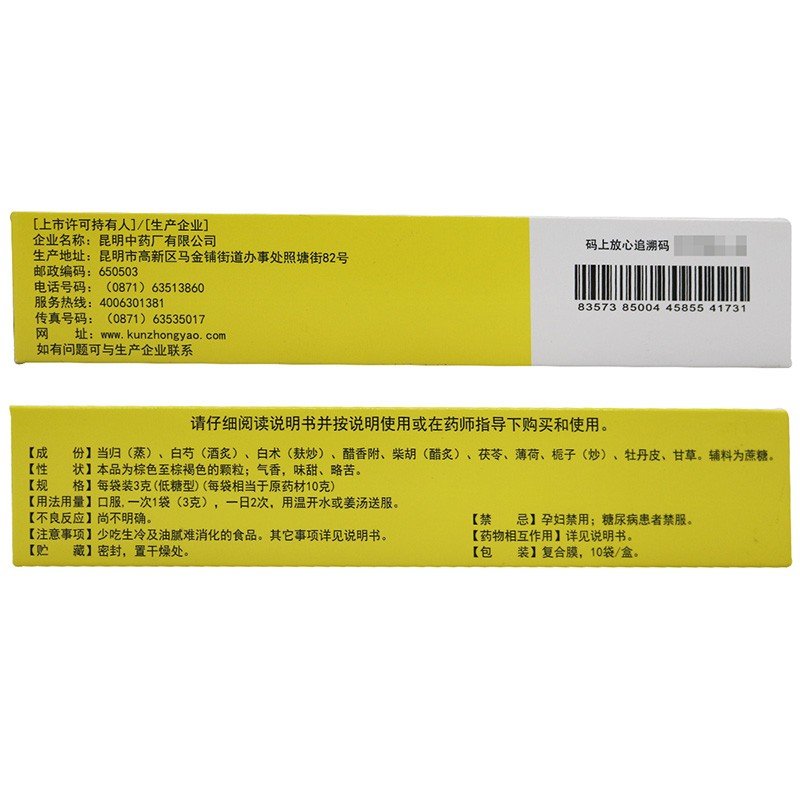 [上市许可持有人]/[生产企业]
企业名称：昆明中药厂有限公司
生产地址：昆明市高新区马金铺街道办事处照塘街82号
邮政编码：650503
电话号码：（0871）63513860
服务热线：4006301381
传真号码：（0871）63535017
网　　址：www.kunzhongyao.com
如有问题可与生产企业联系
码上放心追溯码
83573 85004 45855 41731
请仔细阅读说明书并按说明使用或在药师指导下购买和使用。
【成　　份】当归（蒸）、白芍（酒炙）、白术（麸炒）、醋香附、柴胡（醋炙）、茯苓、薄荷、栀子（炒）、牡丹皮、甘草。辅料为蔗糖。
【性　　状】本品为棕色至棕褐色的颗粒；气香，味甜、略苦。
【规　　格】每袋装3克(低糖型)(每袋相当于原药材10克)
【用法用量】口服,一次1袋（3克），一日2次，用温开水或姜汤送服。
【不良反应】尚不明确。
【禁　　忌】孕妇禁用；糖尿病患者禁服。
【注意事项】少吃生冷及油腻难消化的食品。其它事项详见说明书。
【药物相互作用】详见说明书。
【贮　　藏】密封，置干燥处。
【包　　装】复合膜，10袋/盒。